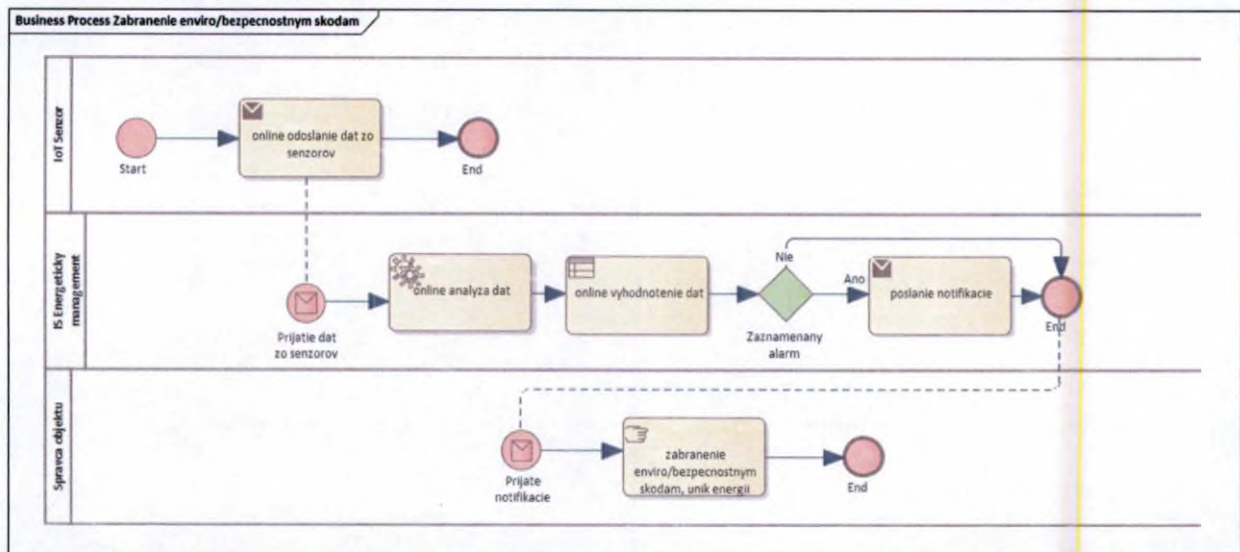 Business Process Zabranenie enviro/bezpecnostnym skodam
IoT Senzor
Start
online odoslanie dat zo
senzorov
End
IS Energeticky
management
Prijatie dat
zo senzorov
online analyza dat
online vyhodnotenie dat
Nie
Zaznamenany
alarm
Ano
poslanie notifikacie
End
Spravca objektu
Prijate
notifikacie
zabranenie
enviro/bezpecnostnym
skodam, unik energii
End